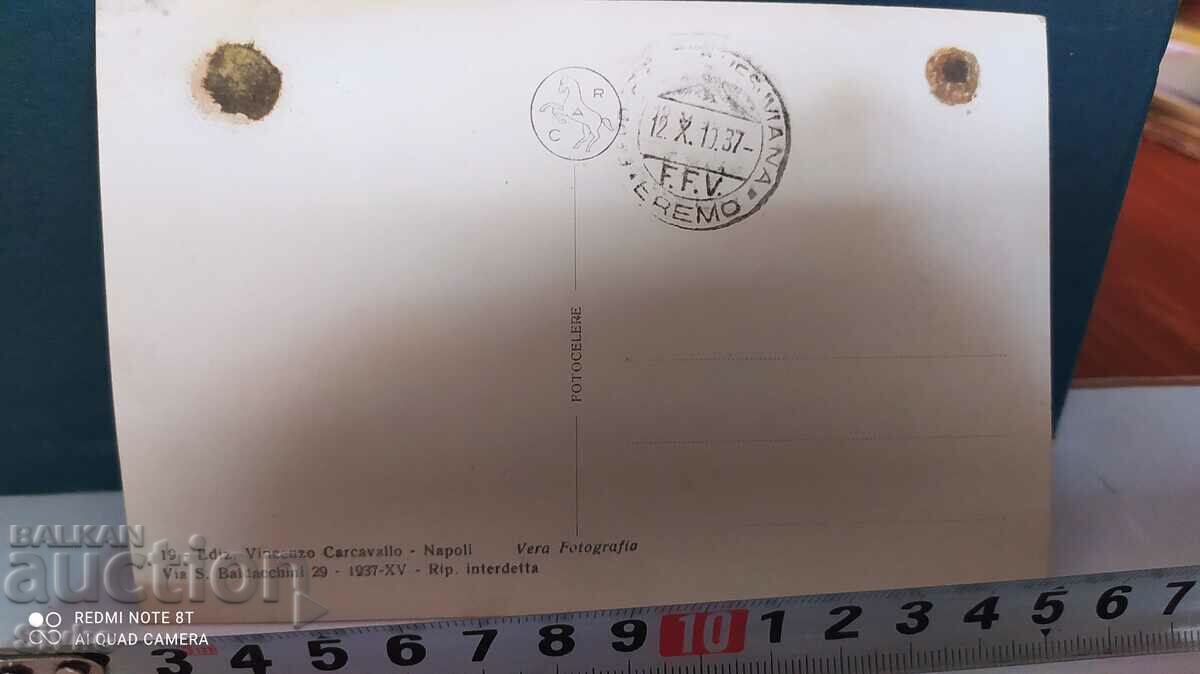 R
A
C
VESUVIANA
12.X.10.37-
F.F.V.
EREMO
FOTOCELERE
19. Ediz. Vincenzo Carcavallo - Napoli Vera Fotografia
Via S. Baldacchini 29 - 1937-XV - Rip. interdetta
BALKAN
auction
REDMI NOTE 8T
AI QUAD CAMERA
3 4 5 6 7 8 9 10 1 2 3 4 5 6 7